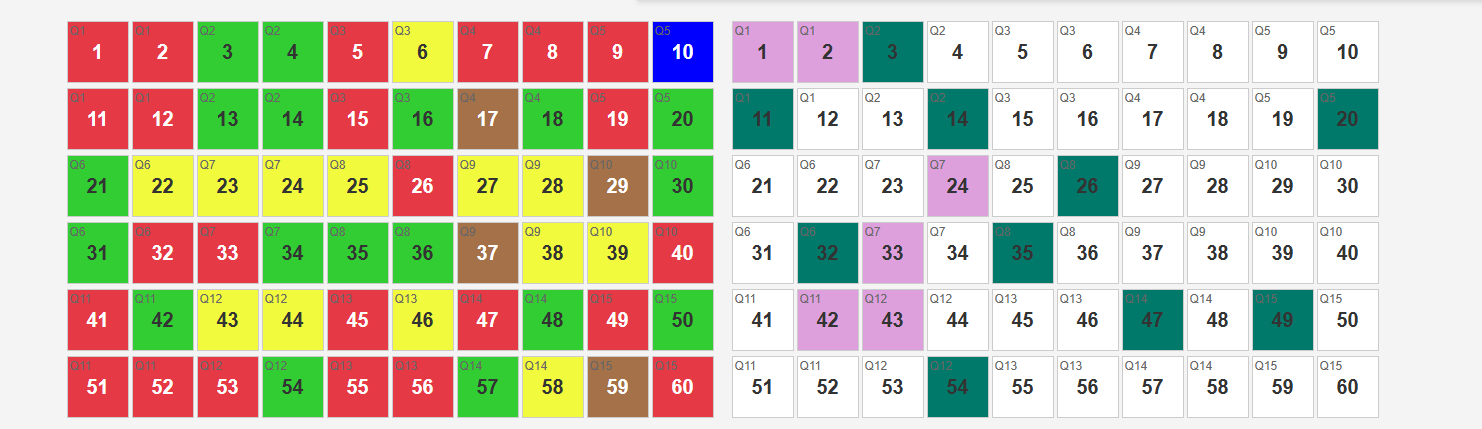 Q1 Q1 Q2 Q2 Q3 Q3 Q4 Q4 Q5 Q5 Q1 Q1 Q2 Q2 Q3 Q3 Q4 Q4 Q5 Q5
1 2 3 4 5 6 7 8 9 10 1 2 3 4 5 6 7 8 9 10
Q1 Q1 Q2 Q2 Q3 Q3 Q4 Q4 Q5 Q5 Q1 Q1 Q2 Q2 Q3 Q3 Q4 Q4 Q5 Q5
11 12 13 14 15 16 17 18 19 20 11 12 13 14 15 16 17 18 19 20
Q6 Q6 Q7 Q7 Q8 Q8 Q9 Q9 Q10 Q10 Q6 Q6 Q7 Q7 Q8 Q8 Q9 Q9 Q10 Q10
21 22 23 24 25 26 27 28 29 30 21 22 23 24 25 26 27 28 29 30
Q6 Q6 Q7 Q7 Q8 Q8 Q9 Q9 Q10 Q10 Q6 Q6 Q7 Q7 Q8 Q8 Q9 Q9 Q10 Q10
31 32 33 34 35 36 37 38 39 40 31 32 33 34 35 36 37 38 39 40
Q11 Q11 Q12 Q12 Q13 Q13 Q14 Q14 Q15 Q15 Q11 Q11 Q12 Q12 Q13 Q13 Q14 Q14 Q15 Q15
41 42 43 44 45 46 47 48 49 50 41 42 43 44 45 46 47 48 49 50
Q11 Q11 Q12 Q12 Q13 Q13 Q14 Q14 Q15 Q15 Q11 Q11 Q12 Q12 Q13 Q13 Q14 Q14 Q15 Q15
51 52 53 54 55 56 57 58 59 60 51 52 53 54 55 56 57 58 59 60